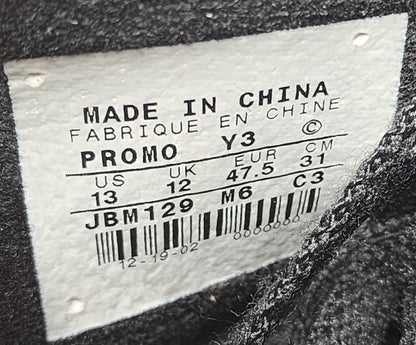 MADE IN CHINA
FABRIQUE EN CHINE
PROMO Y3 ©
US UK EUR CM
13 12 47.5 31
JBM129 M6 C3
12-19-02 0000000